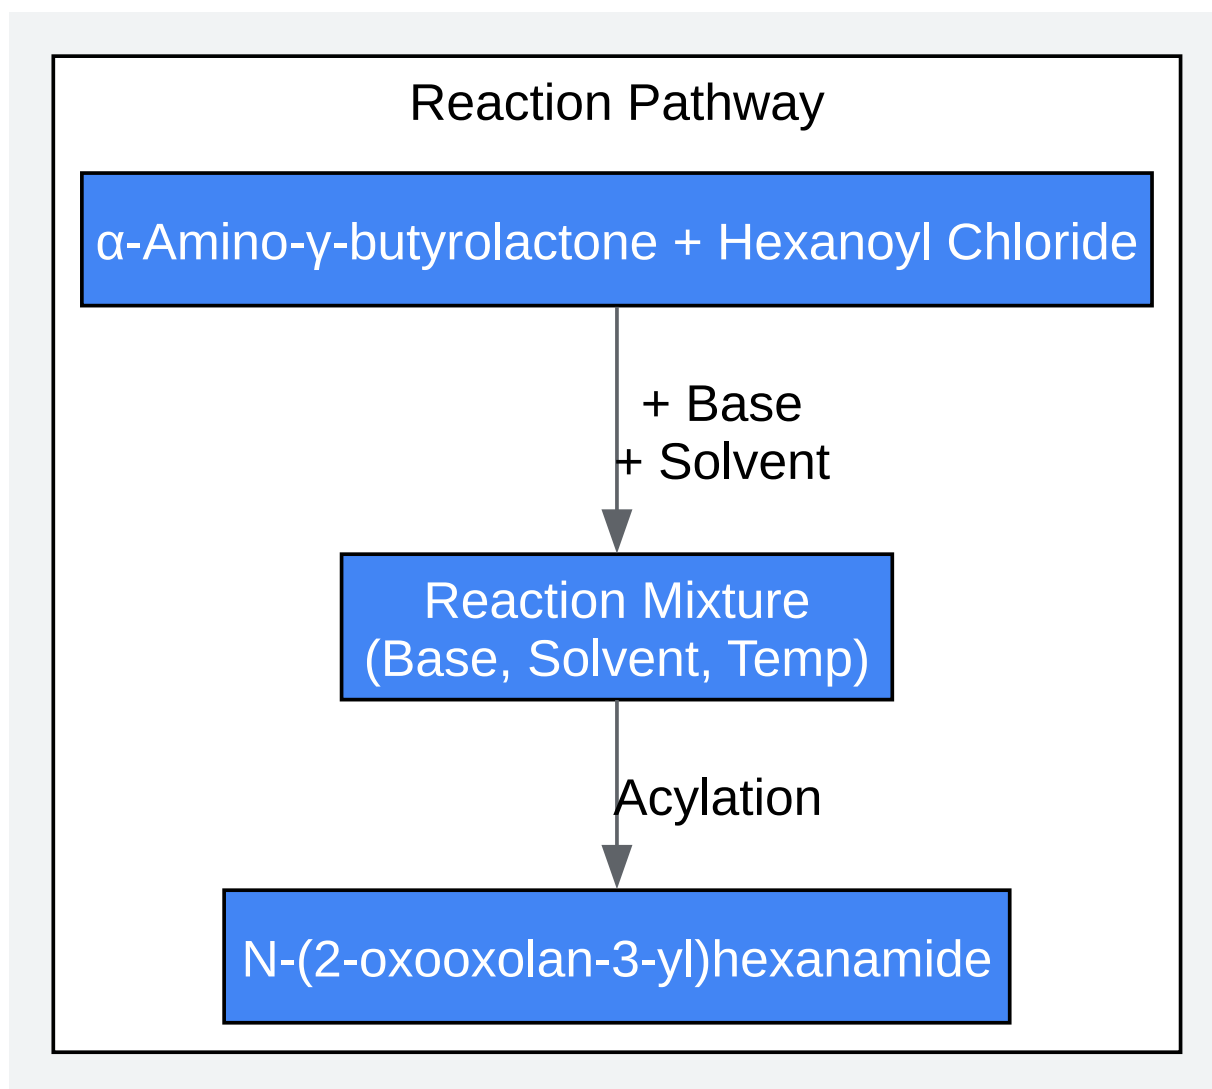 Reaction Pathway
α-Amino-γ-butyrolactone + Hexanoyl Chloride
+ Base
+ Solvent
Reaction Mixture
(Base, Solvent, Temp)
Acylation
N-(2-oxooxolan-3-yl)hexanamide